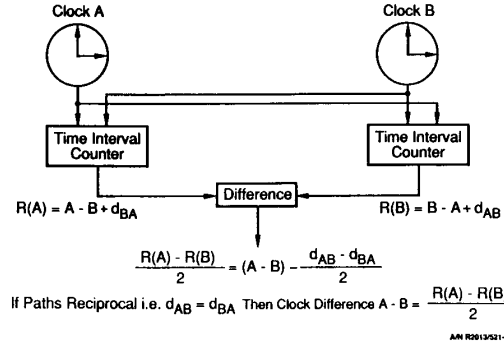 Clock A
Clock B
Time Interval
Counter
Time Interval
Counter
Difference
R(A) = A - B + d_BA
R(B) = B - A + d_AB
R(A) - R(B) / 2 = (A - B) - d_AB - d_BA / 2
If Paths Reciprocal i.e. d_AB = d_BA Then Clock Difference A - B = R(A) - R(B / 2